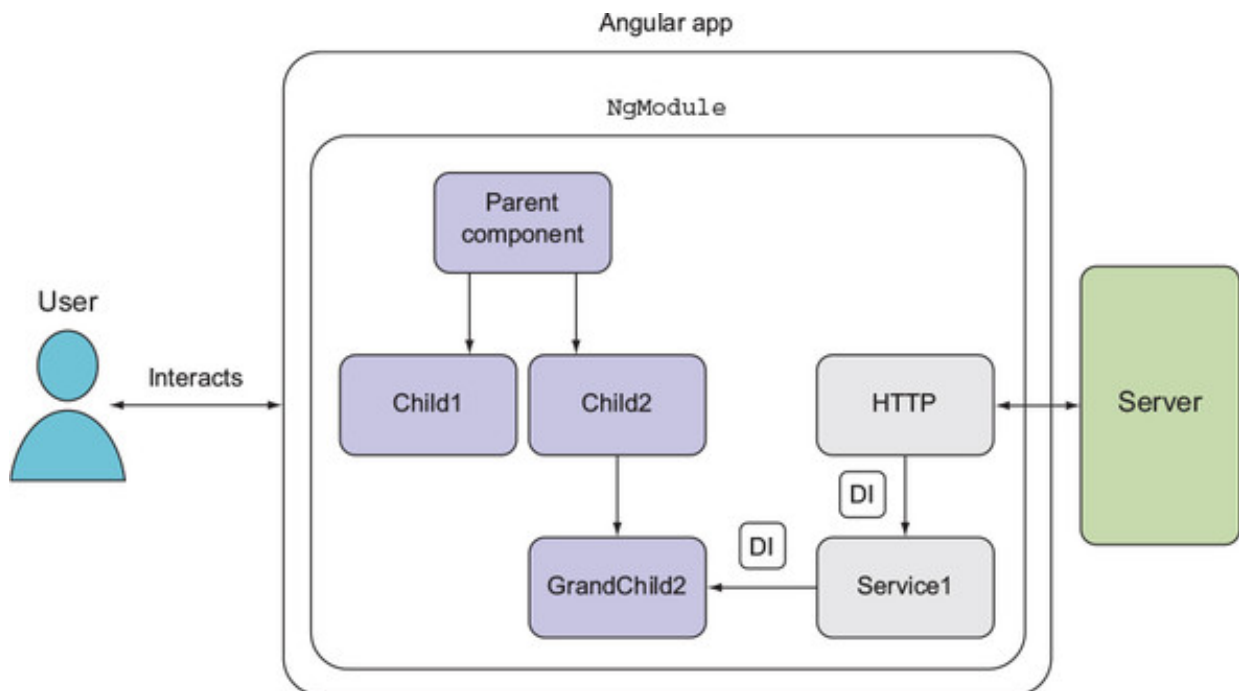 Angular app
NgModule
Parent
component
User
Interacts
Child1
Child2
HTTP
Server
DI
DI
GrandChild2
Service1